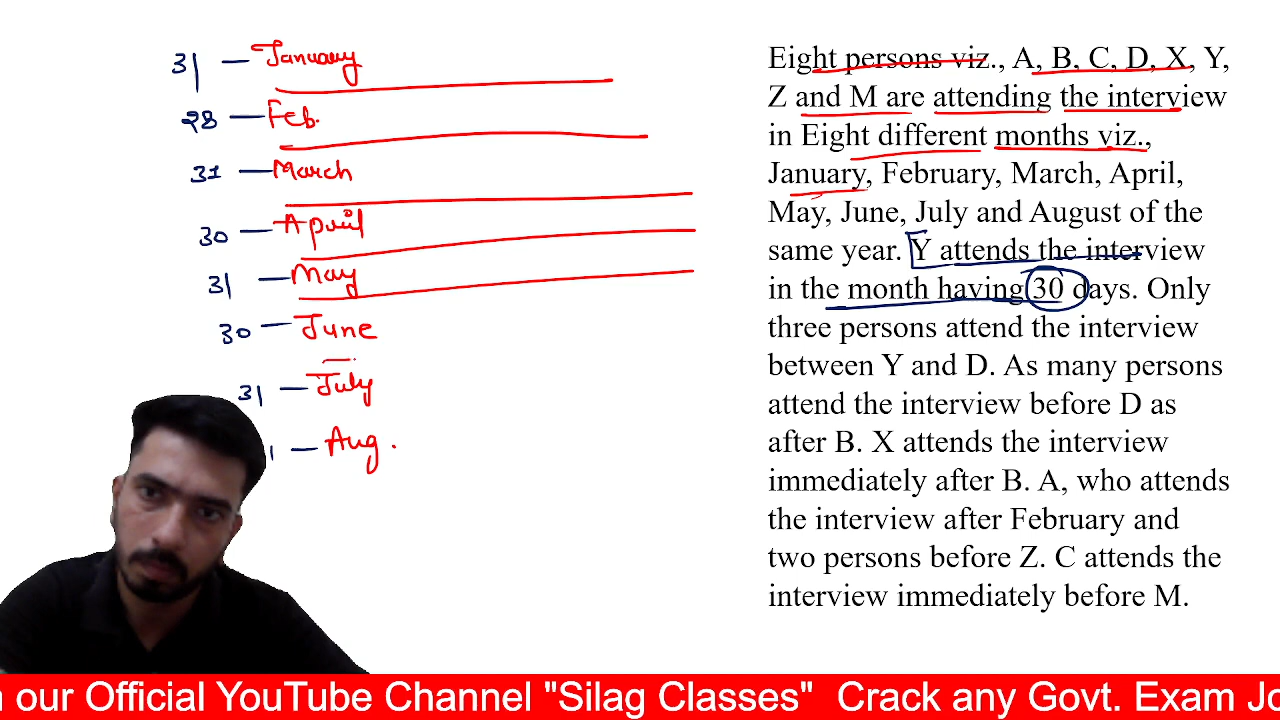 31 — January
28 — Feb.
31 — March
30 — April
31 — May
30 — June
31 — July
1 — Aug.
Eight persons viz., A, B, C, D, X, Y,
Z and M are attending the interview
in Eight different months viz.,
January, February, March, April,
May, June, July and August of the
same year. Y attends the interview
in the month having 30 days. Only
three persons attend the interview
between Y and D. As many persons
attend the interview before D as
after B. X attends the interview
immediately after B. A, who attends
the interview after February and
two persons before Z. C attends the
interview immediately before M.
our Official YouTube Channel "Silag Classes" Crack any Govt. Exam